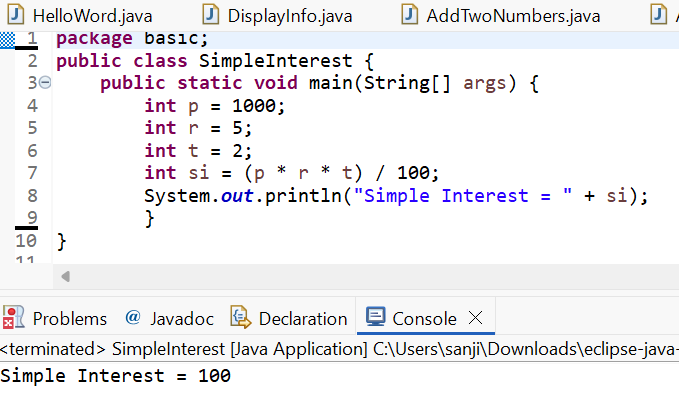 HelloWord.java DisplayInfo.java AddTwoNumbers.java
1 package basic;
2 public class SimpleInterest {
3 public static void main(String[] args) {
4 int p = 1000;
5 int r = 5;
6 int t = 2;
7 int si = (p * r * t) / 100;
8 System.out.println("Simple Interest = " + si);
9 }
10 }
11
Problems @ Javadoc Declaration Console
<terminated> SimpleInterest [Java Application] C:\Users\sanji\Downloads\eclipse-java-
Simple Interest = 100